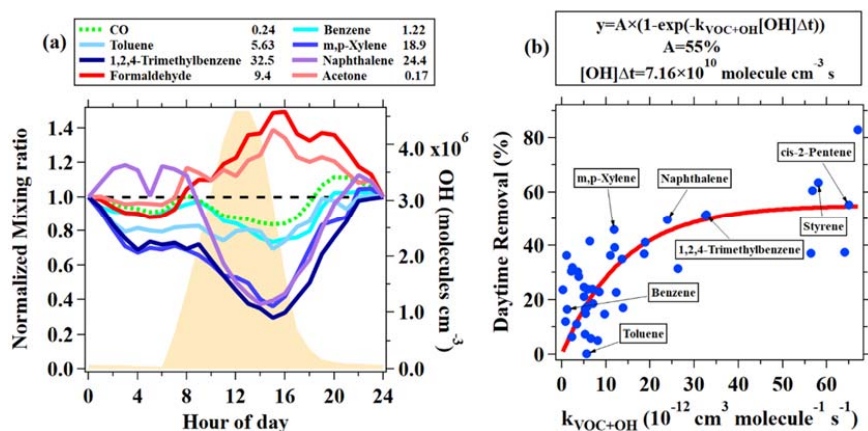 (a)
CO 0.24 Benzene 1.22
Toluene 5.63 m,p-Xylene 18.9
1,2,4-Trimethylbenzene 32.5 Naphthalene 24.4
Formaldehyde 9.4 Acetone 0.17
Normalized Mixing ratio
1.4
1.2
1.0
0.8
0.6
0.4
0.2
0.0
0 4 8 12 16 20 24
Hour of day
4
3
2
1
0
x10⁶
OH (molecules cm⁻³)
(b)
y=A×(1-exp(-kVOC+OH[OH]Δt))
A=55%
[OH]Δt=7.16×10¹⁰ molecule cm⁻³ s
Daytime Removal (%)
80
60
40
20
0
cis-2-Pentene
m,p-Xylene
Naphthalene
Styrene
1,2,4-Trimethylbenzene
Benzene
Toluene
0 10 20 30 40 50 60
kVOC+OH (10⁻¹² cm³ molecule⁻¹ s⁻¹)